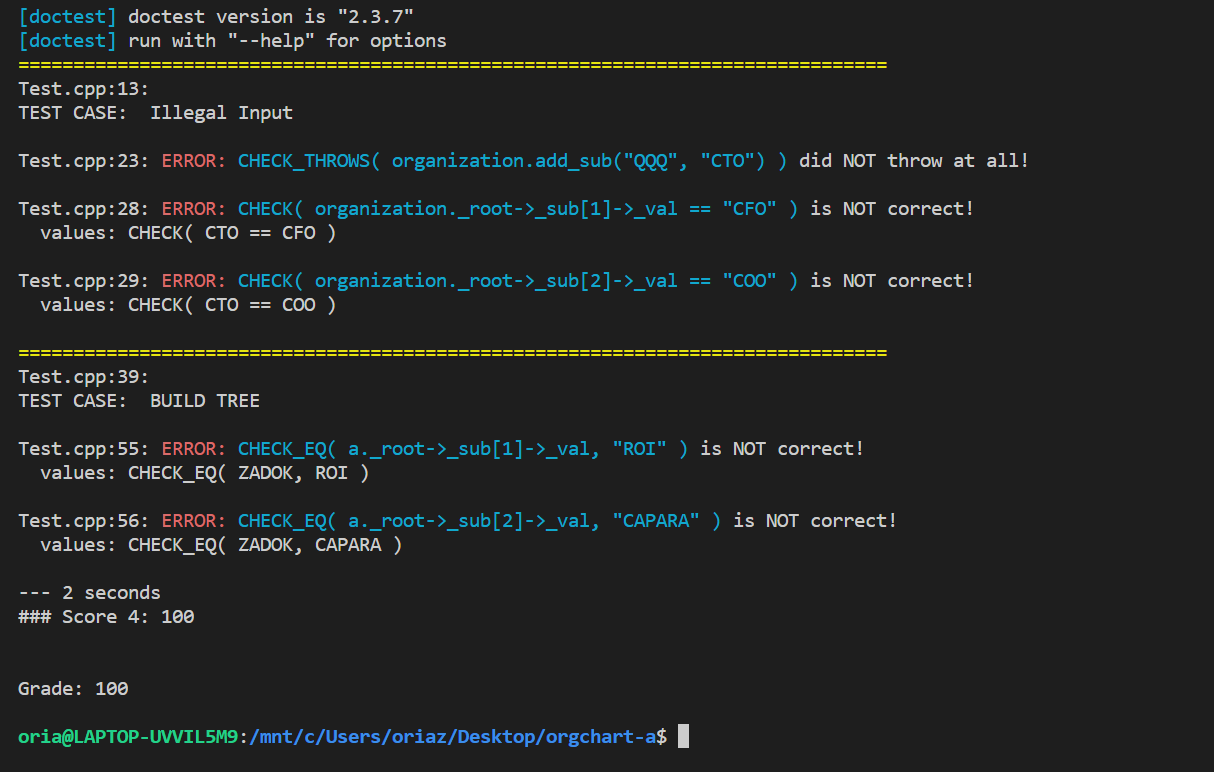 [doctest] doctest version is "2.3.7"
[doctest] run with "--help" for options
===============================================================================
Test.cpp:13:
TEST CASE:  Illegal Input
Test.cpp:23: ERROR: CHECK_THROWS( organization.add_sub("QQQ", "CTO") ) did NOT throw at all!
Test.cpp:28: ERROR: CHECK( organization._root->_sub[1]->_val == "CFO" ) is NOT correct!
  values: CHECK( CTO == CFO )
Test.cpp:29: ERROR: CHECK( organization._root->_sub[2]->_val == "COO" ) is NOT correct!
  values: CHECK( CTO == COO )
===============================================================================
Test.cpp:39:
TEST CASE:  BUILD TREE
Test.cpp:55: ERROR: CHECK_EQ( a._root->_sub[1]->_val, "ROI" ) is NOT correct!
  values: CHECK_EQ( ZADOK, ROI )
Test.cpp:56: ERROR: CHECK_EQ( a._root->_sub[2]->_val, "CAPARA" ) is NOT correct!
  values: CHECK_EQ( ZADOK, CAPARA )
--- 2 seconds
### Score 4: 100
Grade: 100
oria@LAPTOP-UVVIL5M9:/mnt/c/Users/oriaz/Desktop/orgchart-a$